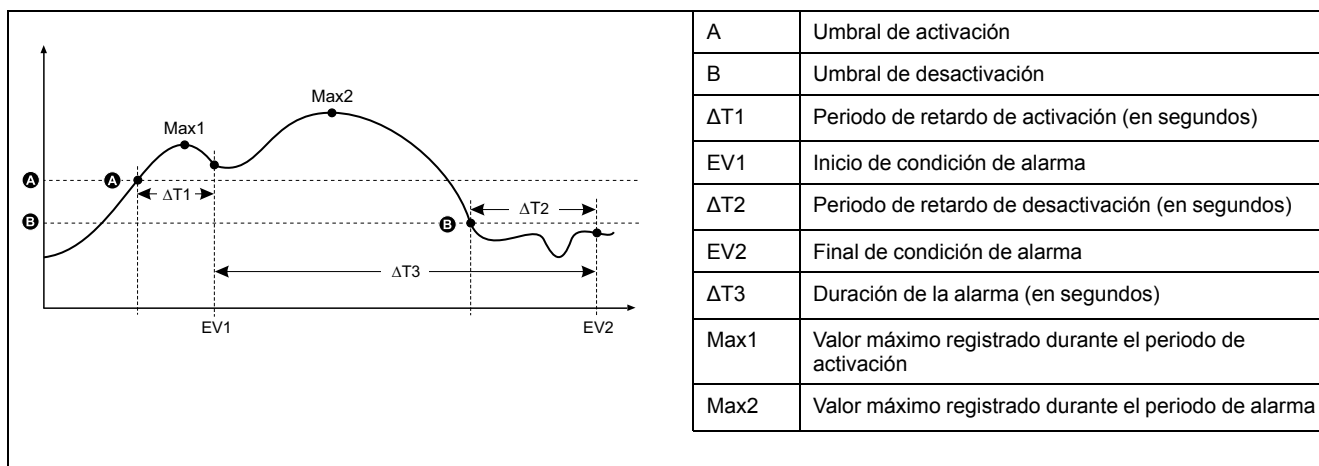 Max2
Max1
A
A
ΔT1
B
B
ΔT2
ΔT3
EV1
EV2
A Umbral de activación
B Umbral de desactivación
ΔT1 Periodo de retardo de activación (en segundos)
EV1 Inicio de condición de alarma
ΔT2 Periodo de retardo de desactivación (en segundos)
EV2 Final de condición de alarma
ΔT3 Duración de la alarma (en segundos)
Max1 Valor máximo registrado durante el periodo de
activación
Max2 Valor máximo registrado durante el periodo de alarma